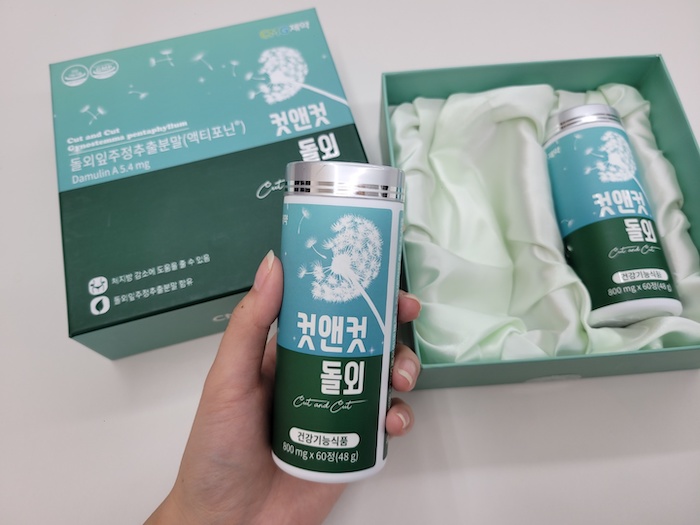 제약
Cut and Cut
Gynostemma pentaphyllum
돌외잎주정추출분말(액티포닌®)
Damulin A 5.4 mg
컷앤컷
돌외
Cut
체지방 감소에 도움을 줄 수 있음
돌외잎주정추출분말 함유
컷앤컷
돌외
Cut and Cut
건강기능식품
800 mg x 60정(48 g)
컷앤컷
돌외
Cut and Cut
건강기능식품
800 mg x 60정(48 g)